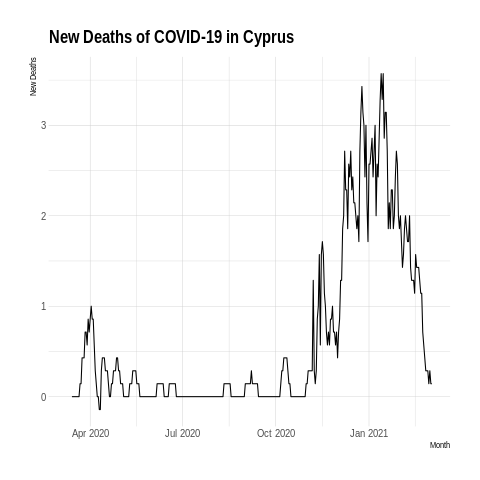 New Deaths of COVID-19 in Cyprus
New Deaths
3
2
1
0
Apr 2020 Jul 2020 Oct 2020 Jan 2021
Month